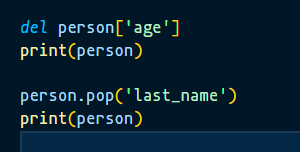 del person['age']
print(person)
person.pop('last_name')
print(person)